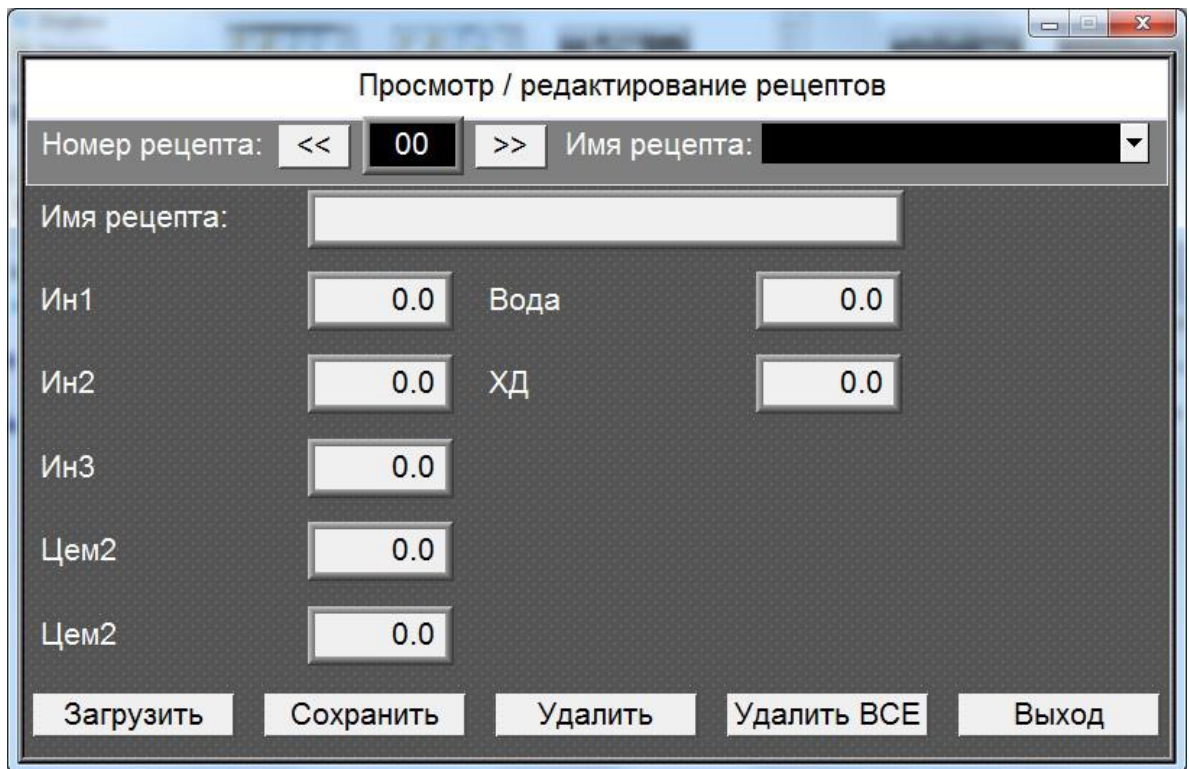 Просмотр / редактирование рецептов
Номер рецепта: << 00 >> Имя рецепта:
Имя рецепта:
Ин1 0.0 Вода 0.0
Ин2 0.0 ХД 0.0
Ин3 0.0
Цем2 0.0
Цем2 0.0
Загрузить Сохранить Удалить Удалить ВСЕ Выход